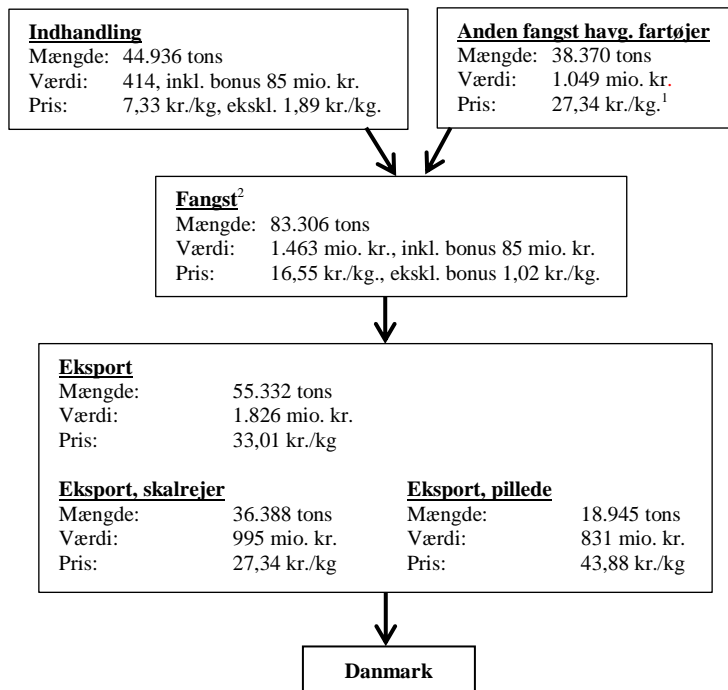 Indhandling
Mængde: 44.936 tons
Værdi: 414, inkl. bonus 85 mio. kr.
Pris: 7,33 kr./kg, ekskl. 1,89 kr./kg.
Anden fangst havg. fartøjer
Mængde: 38.370 tons
Værdi: 1.049 mio. kr.
Pris: 27,34 kr./kg.1
Fangst2
Mængde: 83.306 tons
Værdi: 1.463 mio. kr., inkl. bonus 85 mio. kr.
Pris: 16,55 kr./kg., ekskl. bonus 1,02 kr./kg.
Eksport
Mængde: 55.332 tons
Værdi: 1.826 mio. kr.
Pris: 33,01 kr./kg
Eksport, skalrejer
Mængde: 36.388 tons
Værdi: 995 mio. kr.
Pris: 27,34 kr./kg
Eksport, pillede
Mængde: 18.945 tons
Værdi: 831 mio. kr.
Pris: 43,88 kr./kg
Danmark